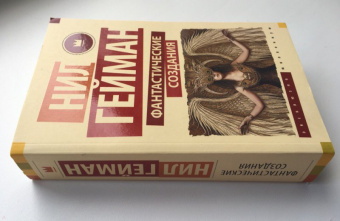 НИЛ
ГЕЙМАН
ФАНТАСТИЧЕСКИЕ
СОЗДАНИЯ
НИЛ
ГЕЙМАН
ФАНТАСТИЧЕСКИЕ
СОЗДАНИЯ